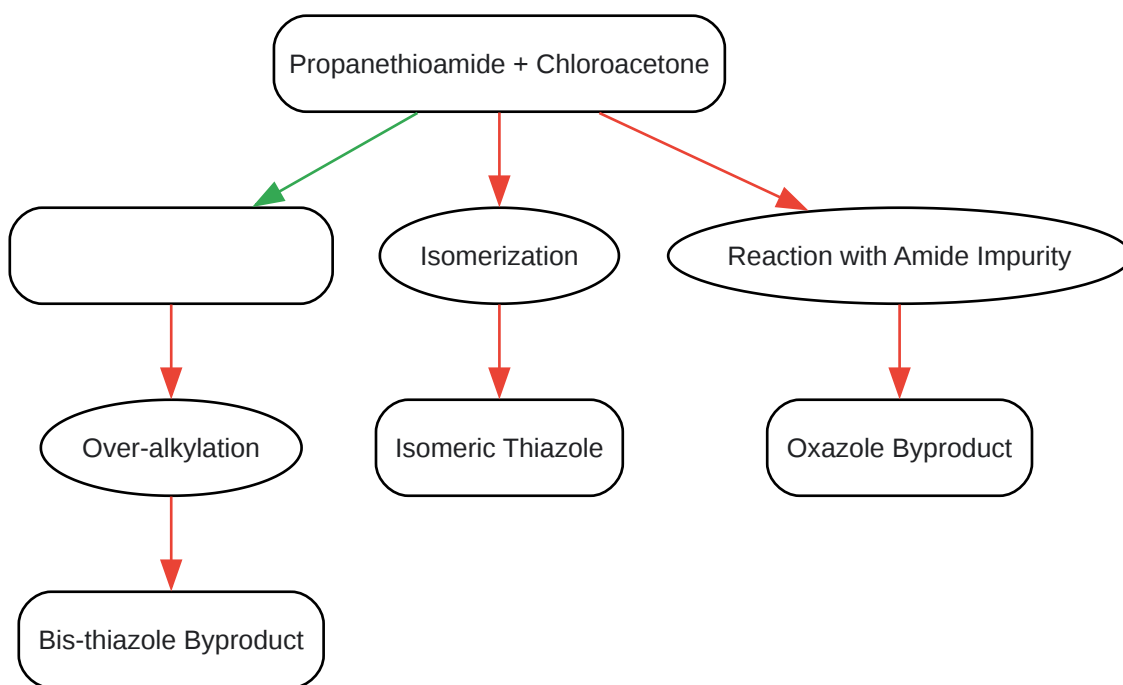 Propanethioamide + Chloroacetone
Isomerization
Reaction with Amide Impurity
Over-alkylation
Isomeric Thiazole
Oxazole Byproduct
Bis-thiazole Byproduct